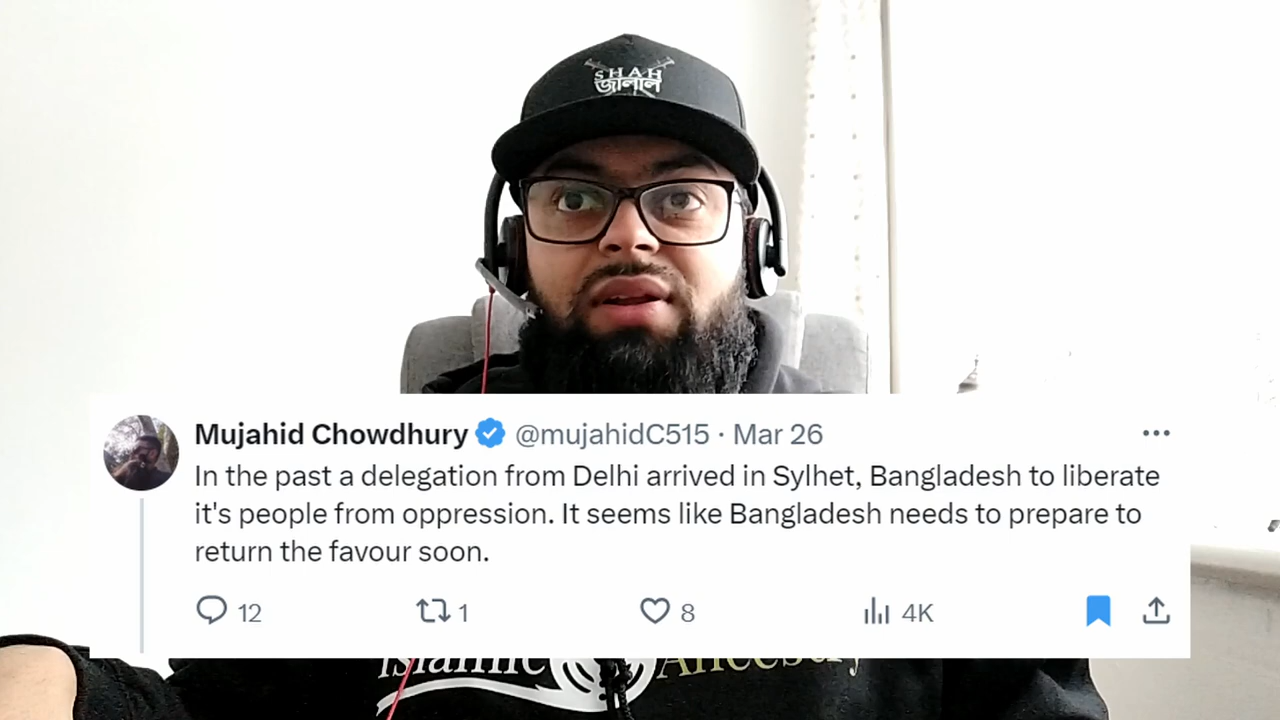 SHAH
জালাল
Mujahid Chowdhury @mujahidC515 · Mar 26
In the past a delegation from Delhi arrived in Sylhet, Bangladesh to liberate
it's people from oppression. It seems like Bangladesh needs to prepare to
return the favour soon.
12 1 8 4K
Islamic Ancestry